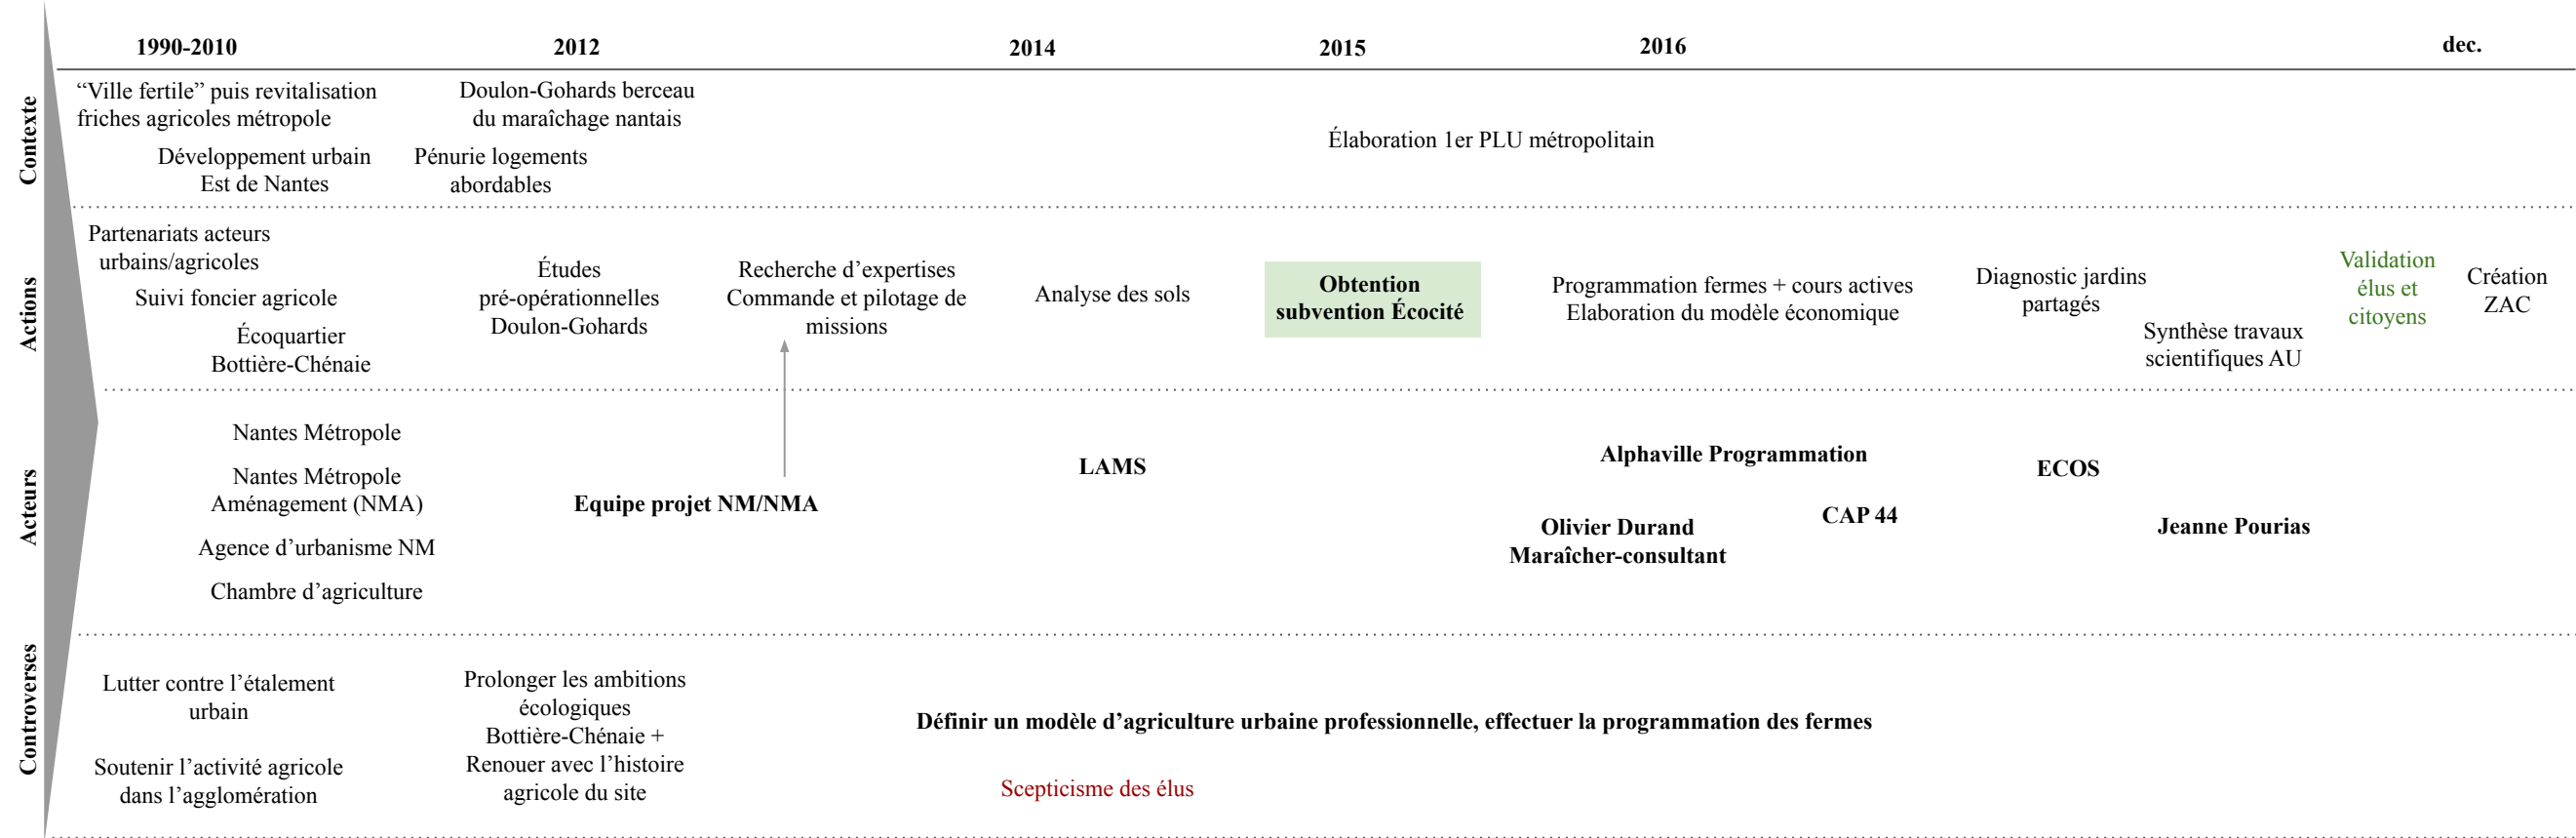 1990-2010
2012
2014
2015
2016
dec.
Contexte
“Ville fertile” puis revitalisation
friches agricoles métropole
Développement urbain
Est de Nantes
Doulon-Gohards berceau
du maraîchage nantais
Pénurie logements
abordables
Élaboration 1er PLU métropolitain
Actions
Partenariats acteurs
urbains/agricoles
Suivi foncier agricole
Écoquartier
Bottière-Chénaie
Études
pré-opérationnelles
Doulon-Gohards
Recherche d’expertises
Commande et pilotage de
missions
Analyse des sols
Obtention
subvention Écocité
Programmation fermes + cours actives
Elaboration du modèle économique
Diagnostic jardins
partagés
Synthèse travaux
scientifiques AU
Validation
élus et
citoyens
Création
ZAC
Acteurs
Nantes Métropole
Nantes Métropole
Aménagement (NMA)
Agence d’urbanisme NM
Chambre d’agriculture
Equipe projet NM/NMA
LAMS
Alphaville Programmation
Olivier Durand
Maraîcher-consultant
CAP 44
ECOS
Jeanne Pourias
Controverses
Lutter contre l’étalement
urbain
Soutenir l’activité agricole
dans l’agglomération
Prolonger les ambitions
écologiques
Bottière-Chénaie +
Renouer avec l’histoire
agricole du site
Définir un modèle d’agriculture urbaine professionnelle, effectuer la programmation des fermes
Scepticisme des élus